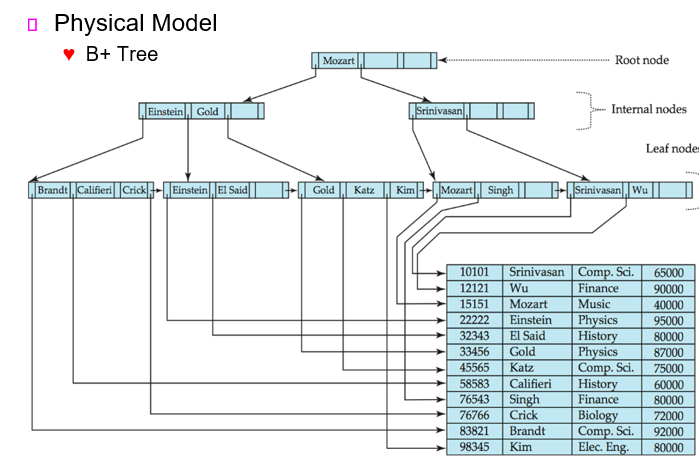 Physical Model
B+ Tree
Mozart
Root node
Einstein Gold
Srinivasan
Internal nodes
Leaf node
Brandt Califieri Crick Einstein El Said Gold Katz Kim Mozart Singh Srinivasan Wu
10101 Srinivasan Comp. Sci. 65000
12121 Wu Finance 90000
15151 Mozart Music 40000
22222 Einstein Physics 95000
32343 El Said History 80000
33456 Gold Physics 87000
45565 Katz Comp. Sci. 75000
58583 Califieri History 60000
76543 Singh Finance 80000
76766 Crick Biology 72000
83821 Brandt Comp. Sci. 92000
98345 Kim Elec. Eng. 80000